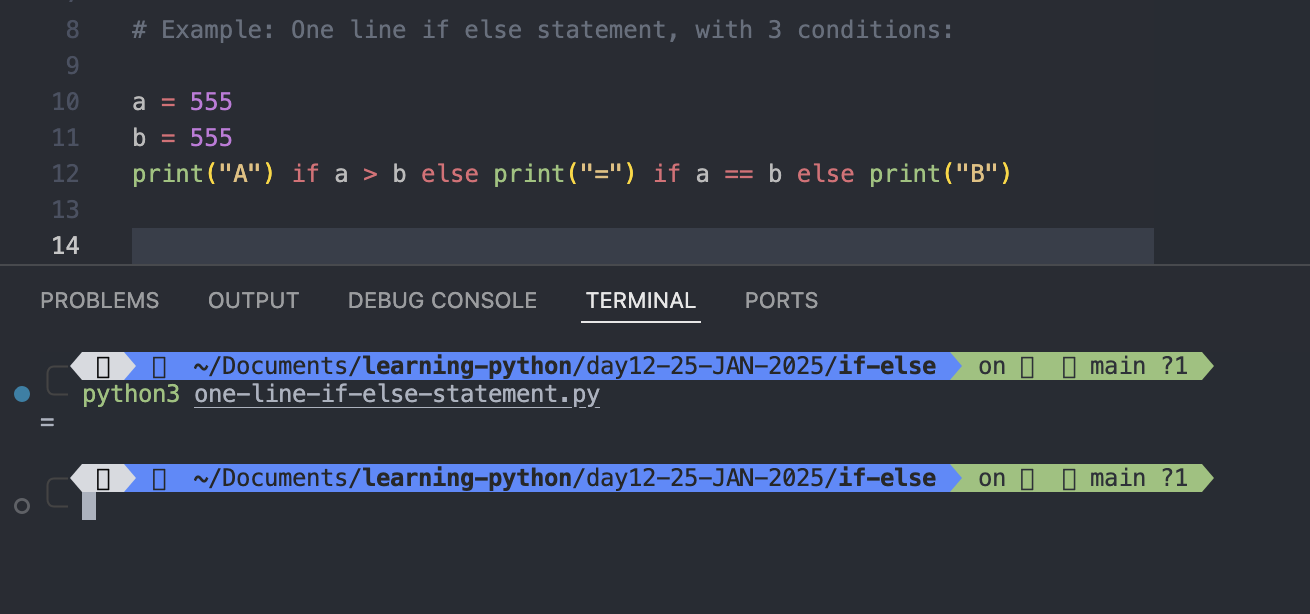 8 # Example: One line if else statement, with 3 conditions:
9
10 a = 555
11 b = 555
12 print("A") if a > b else print("=") if a == b else print("B")
13
14
PROBLEMS OUTPUT DEBUG CONSOLE TERMINAL PORTS
~/Documents/learning-python/day12-25-JAN-2025/if-else on main ?1
python3 one-line-if-else-statement.py
=
~/Documents/learning-python/day12-25-JAN-2025/if-else on main ?1